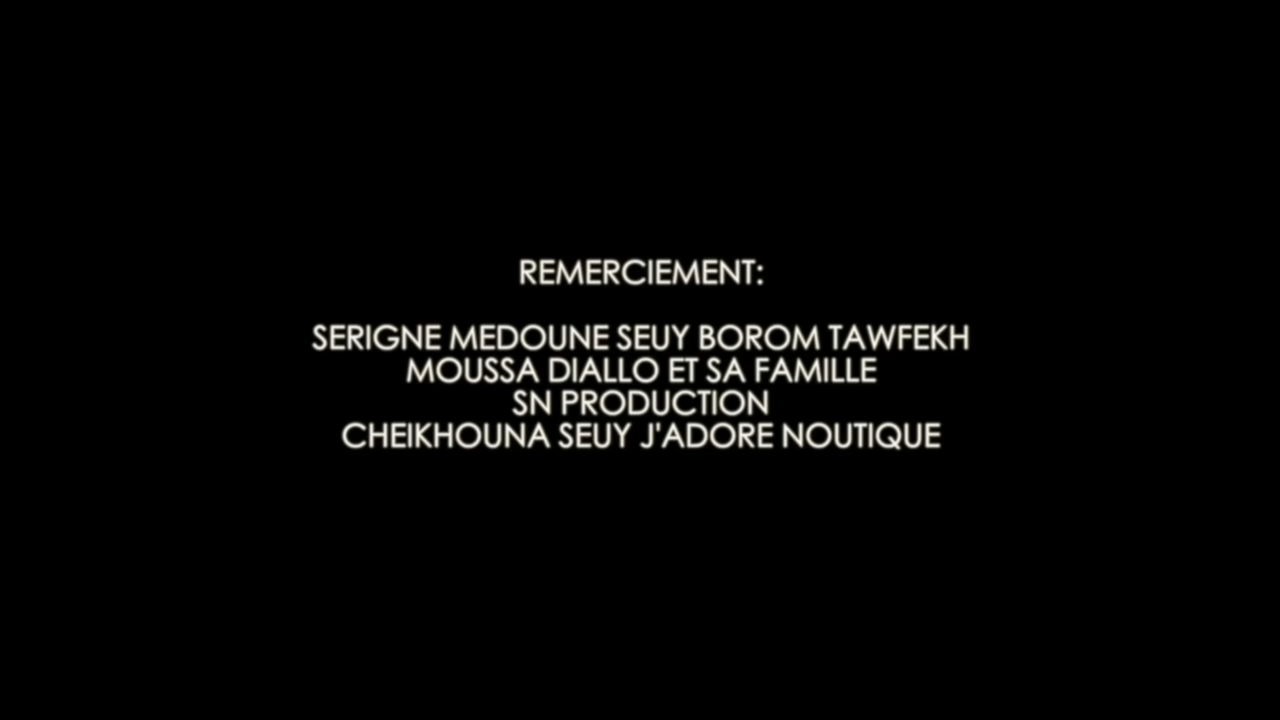 REMERCIEMENT:
SERIGNE MEDOUNE SEUY BOROM TAWFEKH
MOUSSA DIALLO ET SA FAMILLE
SN PRODUCTION
CHEIKHOUNA SEUY J'ADORE NOUTIQUE